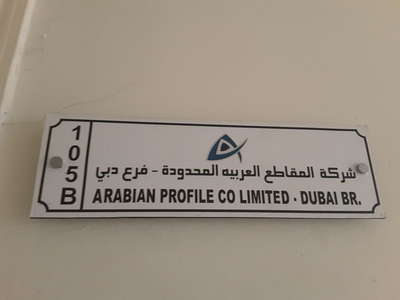 105B
شركة المقاطع العربيه المحدودة - فرع دبي
ARABIAN PROFILE CO LIMITED - DUBAI BR.